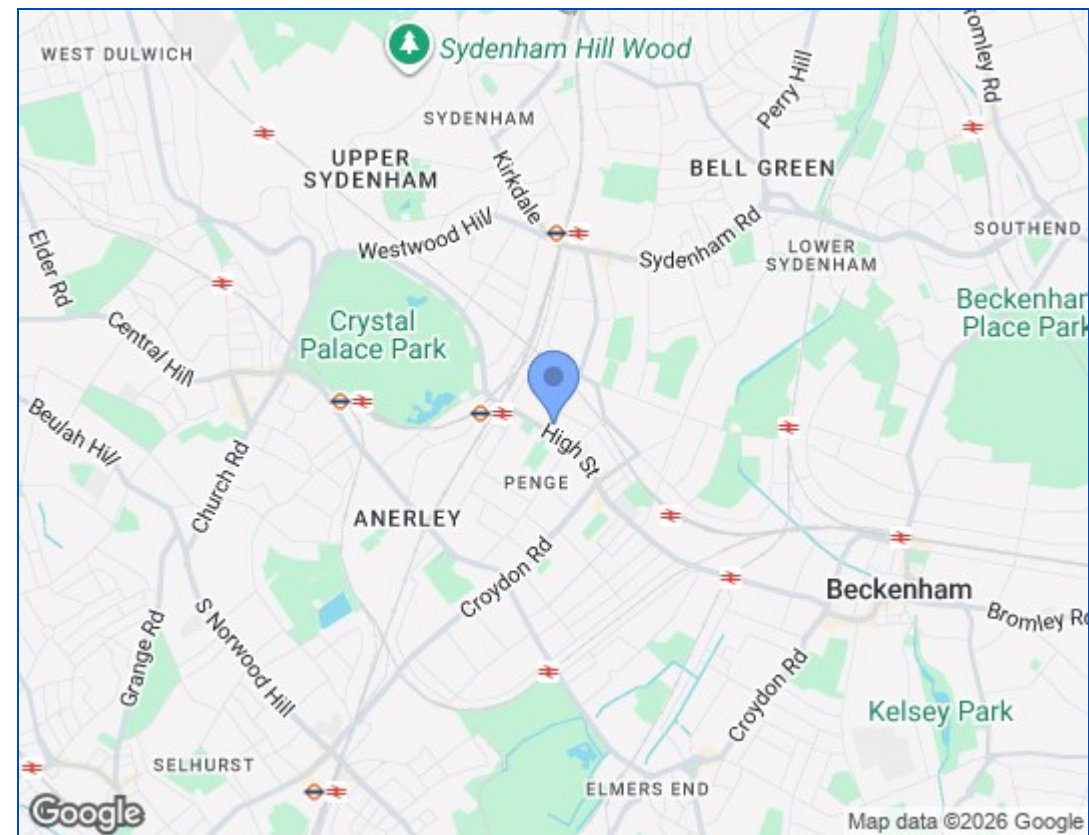 WEST DULWICH
Sydenham Hill Wood
Bromley Rd
Perry Hill
SYDENHAM
UPPER
SYDENHAM
Kirkdale
BELL GREEN
Elder Rd
Westwood Hill
Sydenham Rd
LOWER
SYDENHAM
SOUTHEND
Central Hill
Crystal
Palace Park
Beckenham
Place Park
Beulah Hill
Church Rd
High St
PENGE
ANERLEY
Croydon Rd
Beckenham
Bromley Rd
Grange Rd
S Norwood Hill
Croydon Rd
Kelsey Park
SELHURST
ELMERS END
Google
Map data ©2026 Google